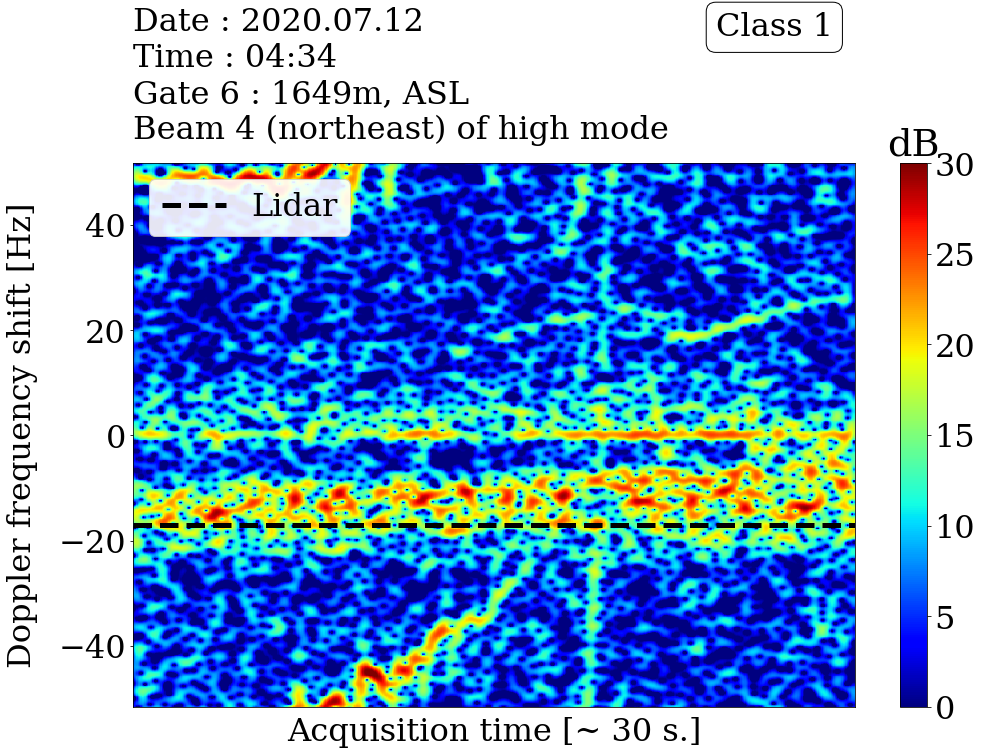 Date : 2020.07.12
Time : 04:34
Gate 6 : 1649m, ASL
Beam 4 (northeast) of high mode
Class 1
dB
Lidar
Doppler frequency shift [Hz]
40
20
0
−20
−40
30
25
20
15
10
5
0
Acquisition time [~ 30 s.]